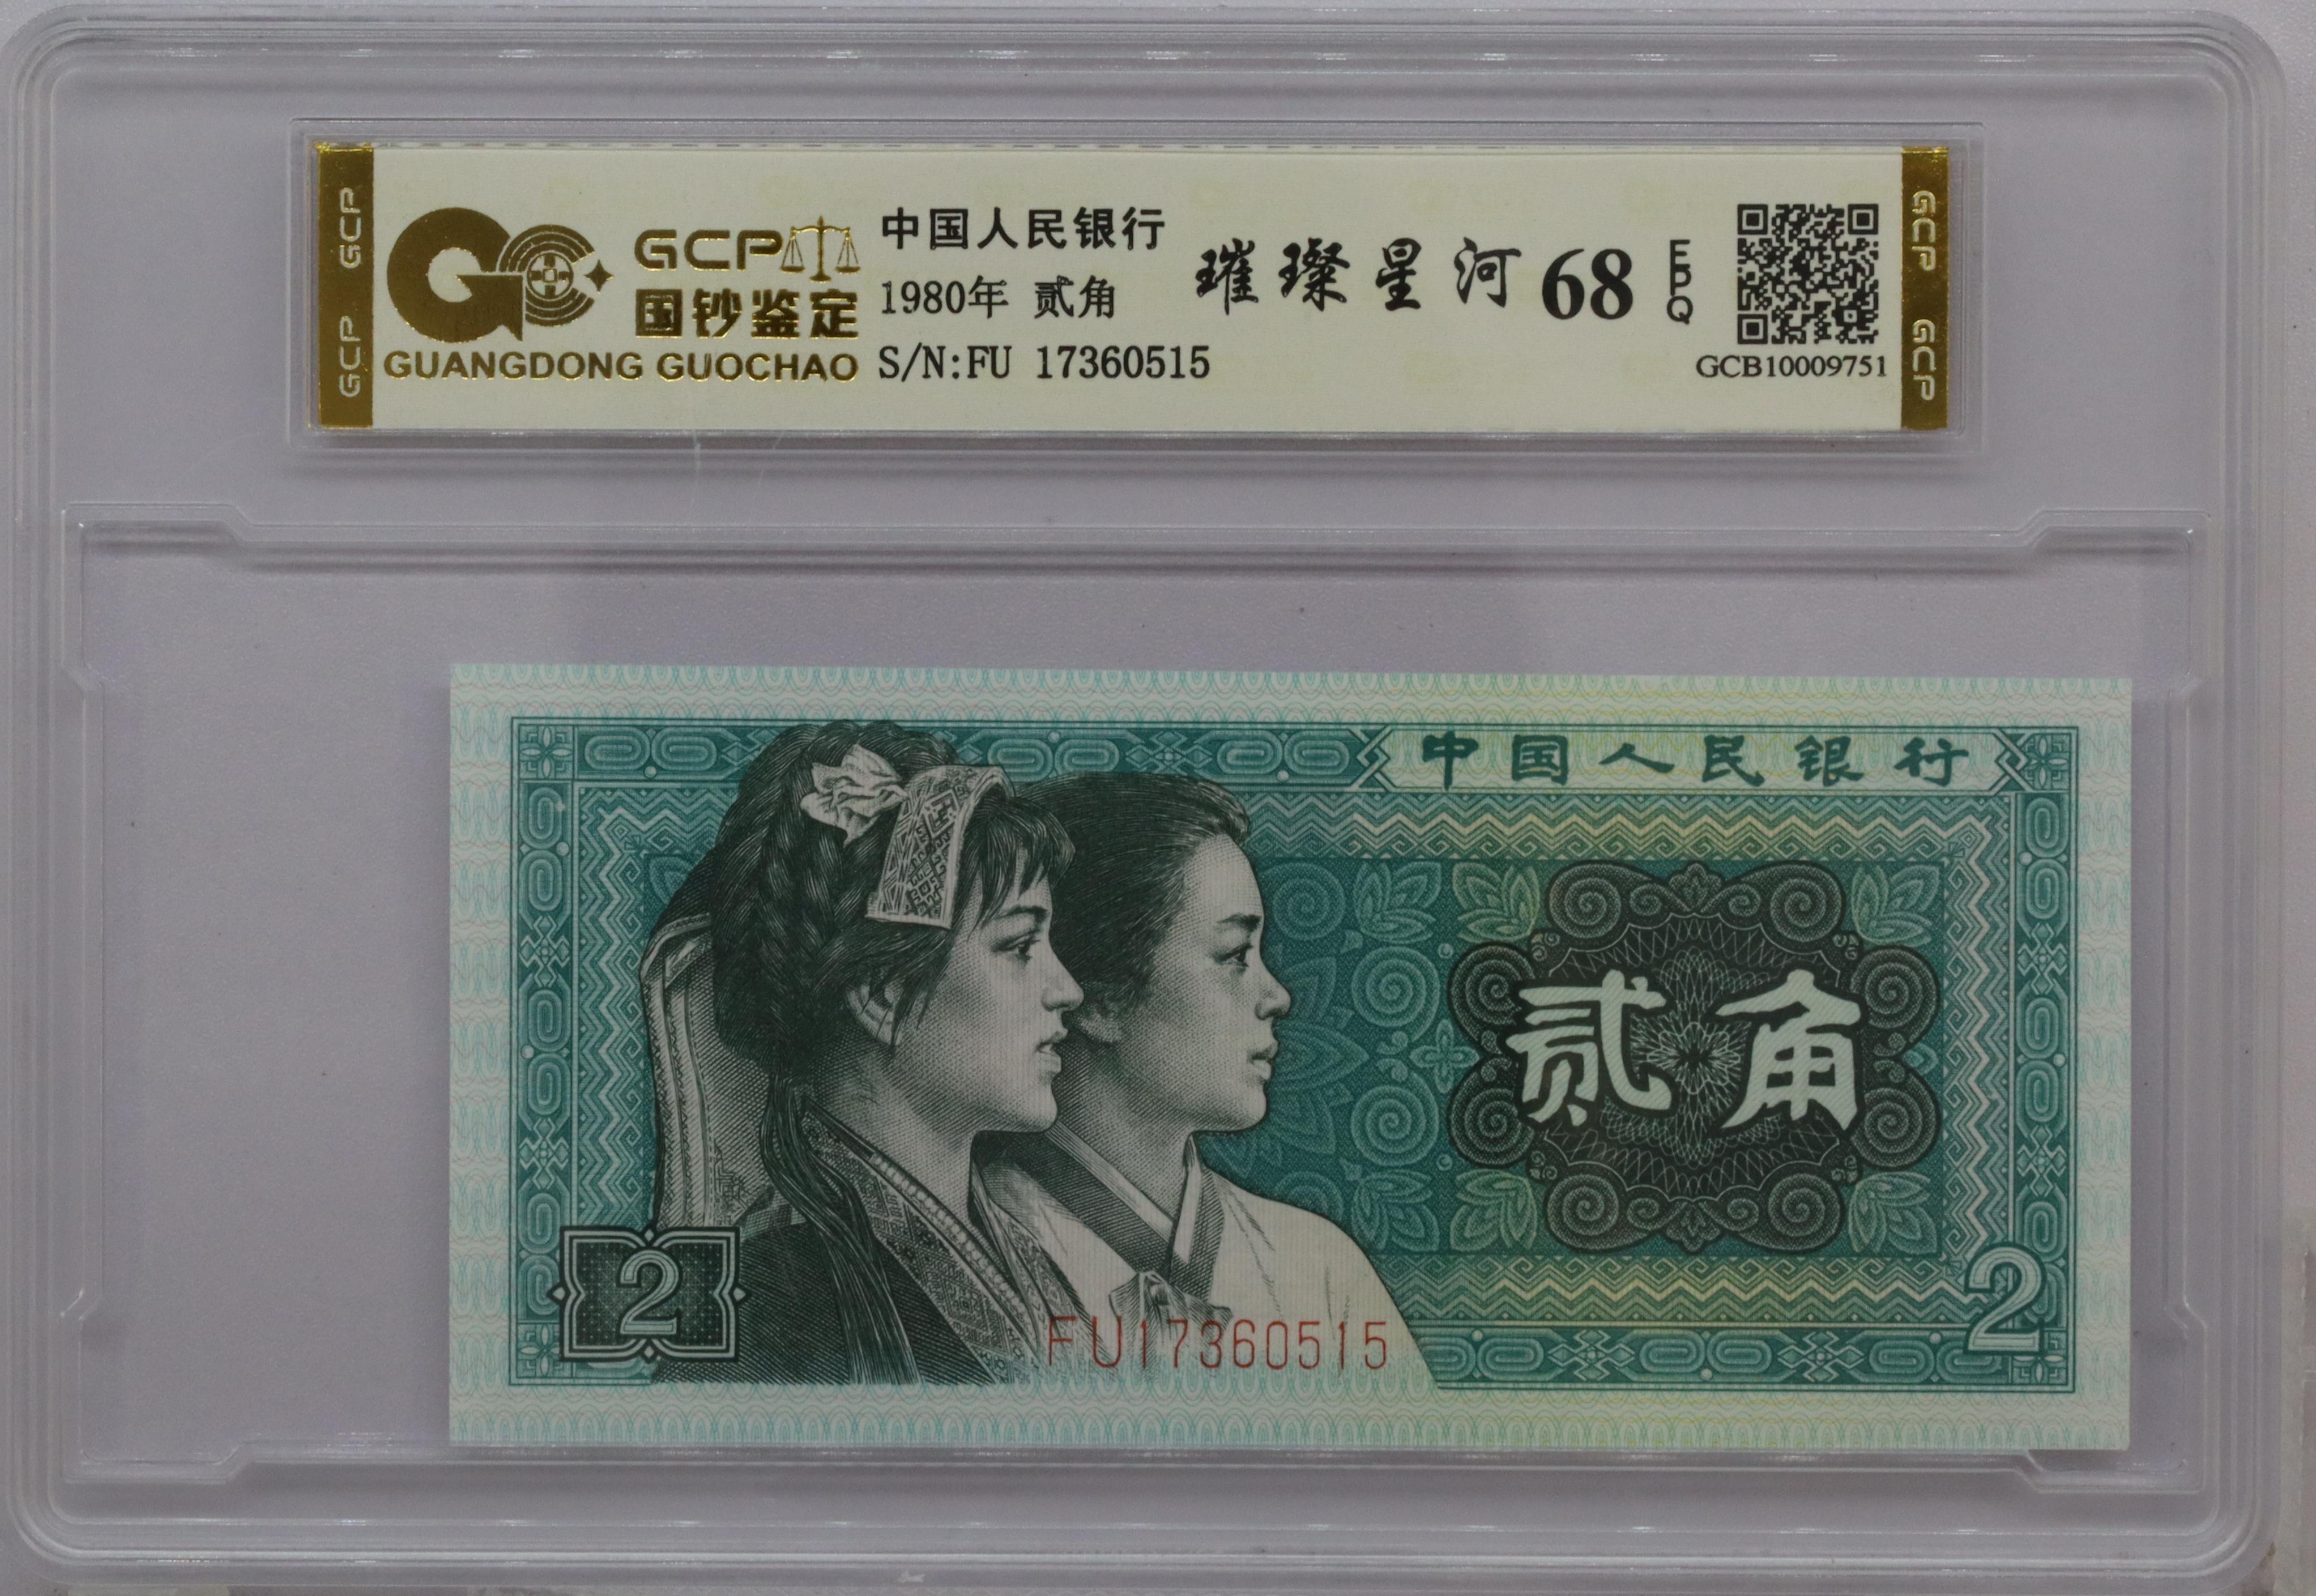 GCP GCP
GCP
国钞鉴定
GUANGDONG GUOCHAO
中国人民银行
1980年 贰角
S/N:FU 17360515
璀璨星河 68 EPQ
GCB10009751
GCP GCP
中国人民银行
贰角
2
FU17360515
2